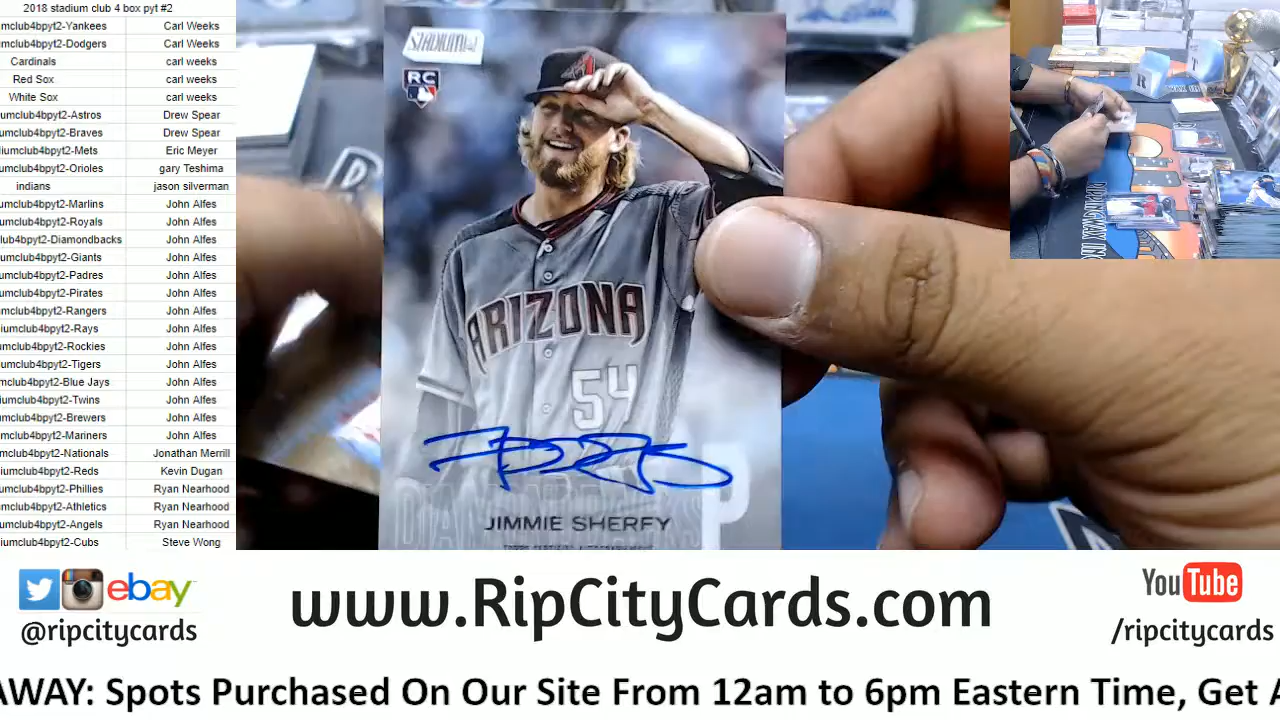 2018 stadium club 4 box pyt #2
mclub4bpyt2-Yankees Carl Weeks
mclub4bpyt2-Dodgers Carl Weeks
Cardinals carl weeks
Red Sox carl weeks
White Sox carl weeks
umclub4bpyt2-Astros Drew Spear
umclub4bpyt2-Braves Drew Spear
iumclub4bpyt2-Mets Eric Meyer
umclub4bpyt2-Orioles gary Teshima
indians jason silverman
umclub4bpyt2-Marlins John Alfes
umclub4bpyt2-Royals John Alfes
lub4bpyt2-Diamondbacks John Alfes
umclub4bpyt2-Giants John Alfes
umclub4bpyt2-Padres John Alfes
umclub4bpyt2-Pirates John Alfes
mclub4bpyt2-Rangers John Alfes
iumclub4bpyt2-Rays John Alfes
mclub4bpyt2-Rockies John Alfes
umclub4bpyt2-Tigers John Alfes
mclub4bpyt2-Blue Jays John Alfes
iumclub4bpyt2-Twins John Alfes
mclub4bpyt2-Brewers John Alfes
mclub4bpyt2-Mariners John Alfes
mclub4bpyt2-Nationals Jonathan Merrill
iumclub4bpyt2-Reds Kevin Dugan
umclub4bpyt2-Phillies Ryan Nearhood
umclub4bpyt2-Athletics Ryan Nearhood
umclub4bpyt2-Angels Ryan Nearhood
iumclub4bpyt2-Cubs Steve Wong
STADIUM
RC
ARIZONA
54
P
JIMMIE SHERFY
ebay
@ripcitycards
www.RipCityCards.com
YouTube
/ripcitycards
AWAY: Spots Purchased On Our Site From 12am to 6pm Eastern Time, Get A